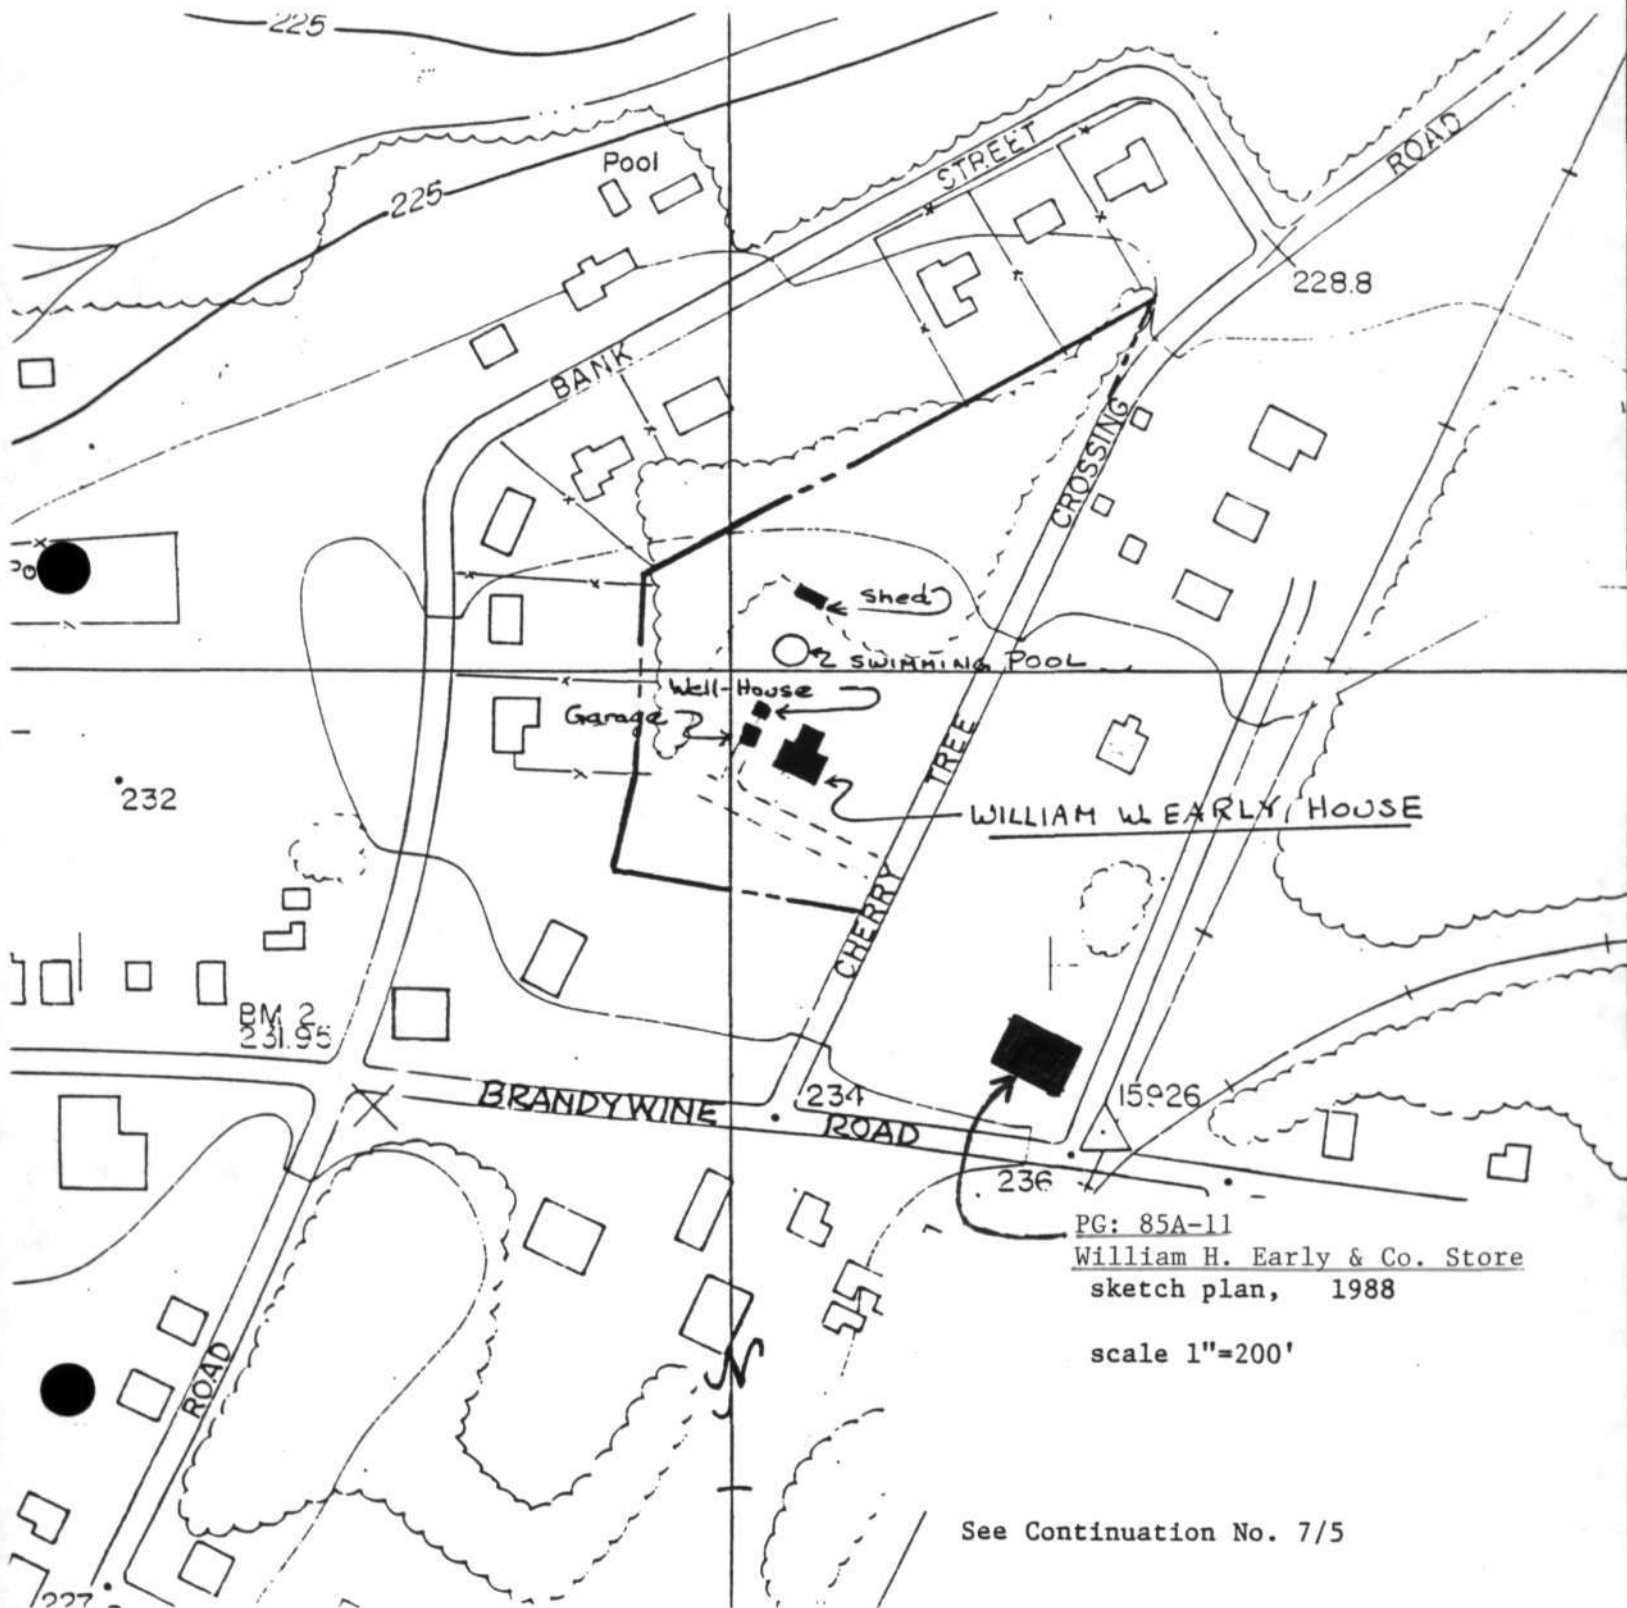 225
Pool
STREET
ROAD
225
228.8
BANK
CROSSING
Shed
SWIMMING POOL
Well-House
Garage
TREE
232
WILLIAM W. EARLY HOUSE
CHERRY
BM 2
231.95
BRANDYWINE ROAD
234
15926
236
PG: 85A-11
William H. Early & Co. Store
sketch plan, 1988
scale 1"=200'
ROAD
N
See Continuation No. 7/5
227